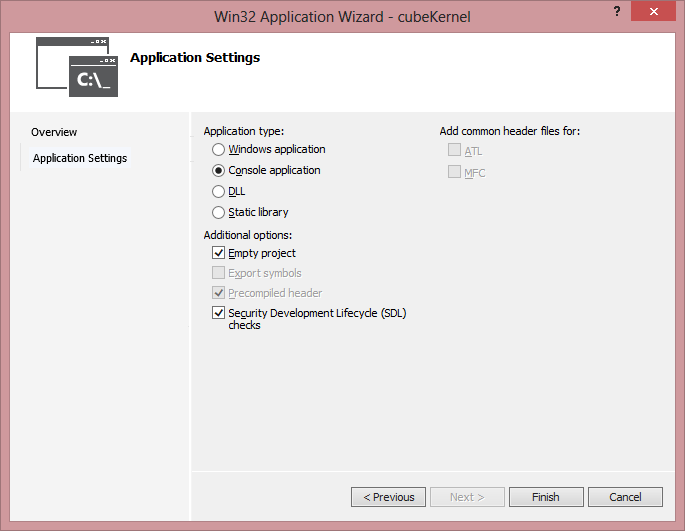 Win32 Application Wizard - cubeKernel
?
C:\_
Application Settings
Overview
Application Settings
Application type:
Windows application
Console application
DLL
Static library
Additional options:
Empty project
Export symbols
Precompiled header
Security Development Lifecycle (SDL)
checks
Add common header files for:
ATL
MFC
< Previous
Next >
Finish
Cancel